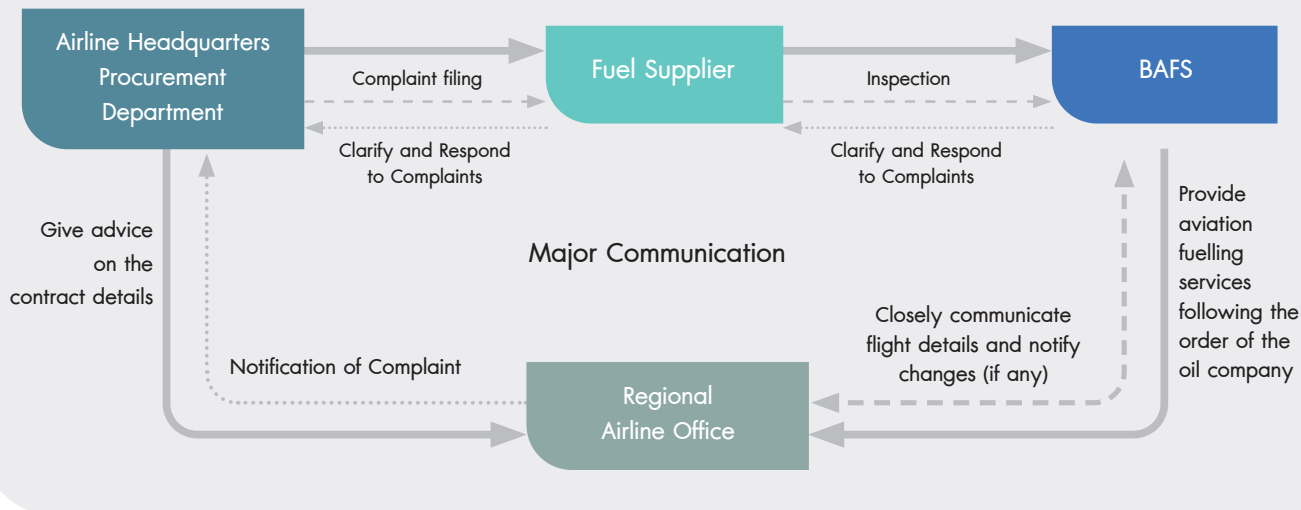 Airline Headquarters
Procurement
Department
Fuel Supplier
BAFS
Complaint filing
Inspection
Clarify and Respond
to Complaints
Clarify and Respond
to Complaints
Give advice
on the
contract details
Major Communication
Provide
aviation
fuelling
services
following the
order of the
oil company
Closely communicate
flight details and notify
changes (if any)
Notification of Complaint
Regional
Airline Office